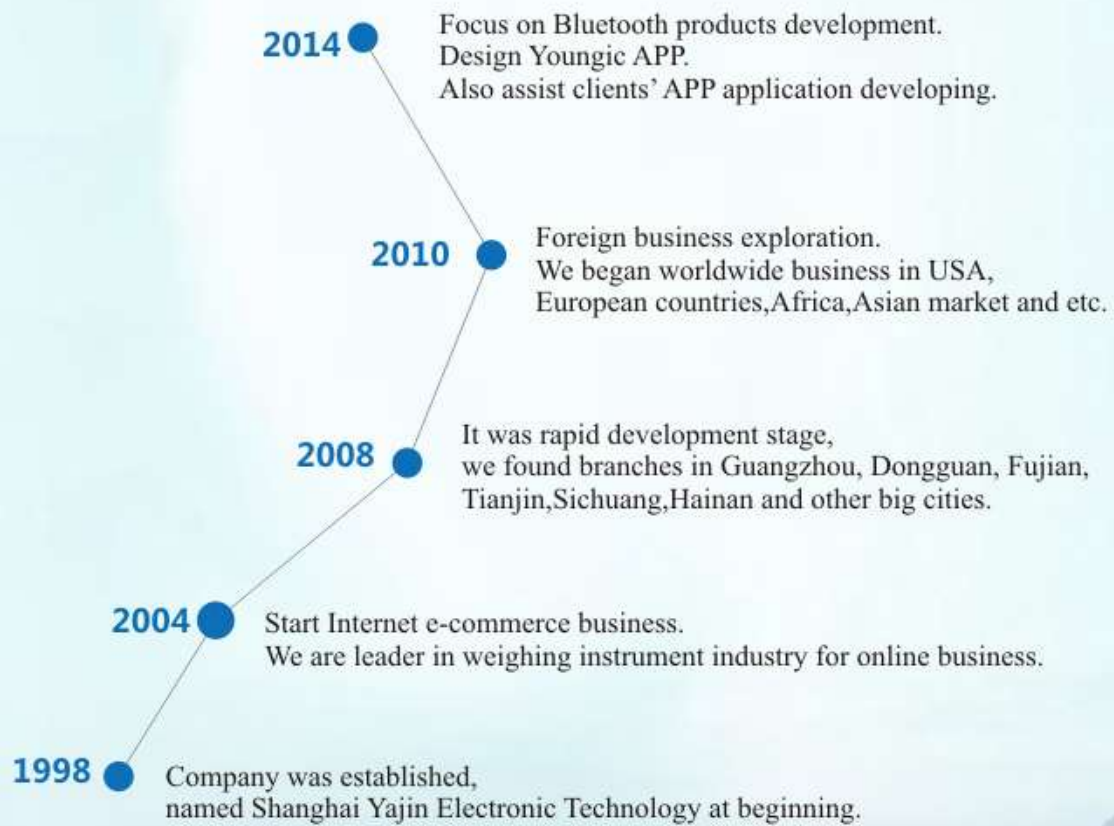 2014
Focus on Bluetooth products development.
Design Youngic APP.
Also assist clients’ APP application developing.
2010
Foreign business exploration.
We began worldwide business in USA,
European countries,Africa,Asian market and etc.
2008
It was rapid development stage,
we found branches in Guangzhou, Dongguan, Fujian,
Tianjin,Sichuang,Hainan and other big cities.
2004
Start Internet e-commerce business.
We are leader in weighing instrument industry for online business.
1998
Company was established,
named Shanghai Yajin Electronic Technology at beginning.